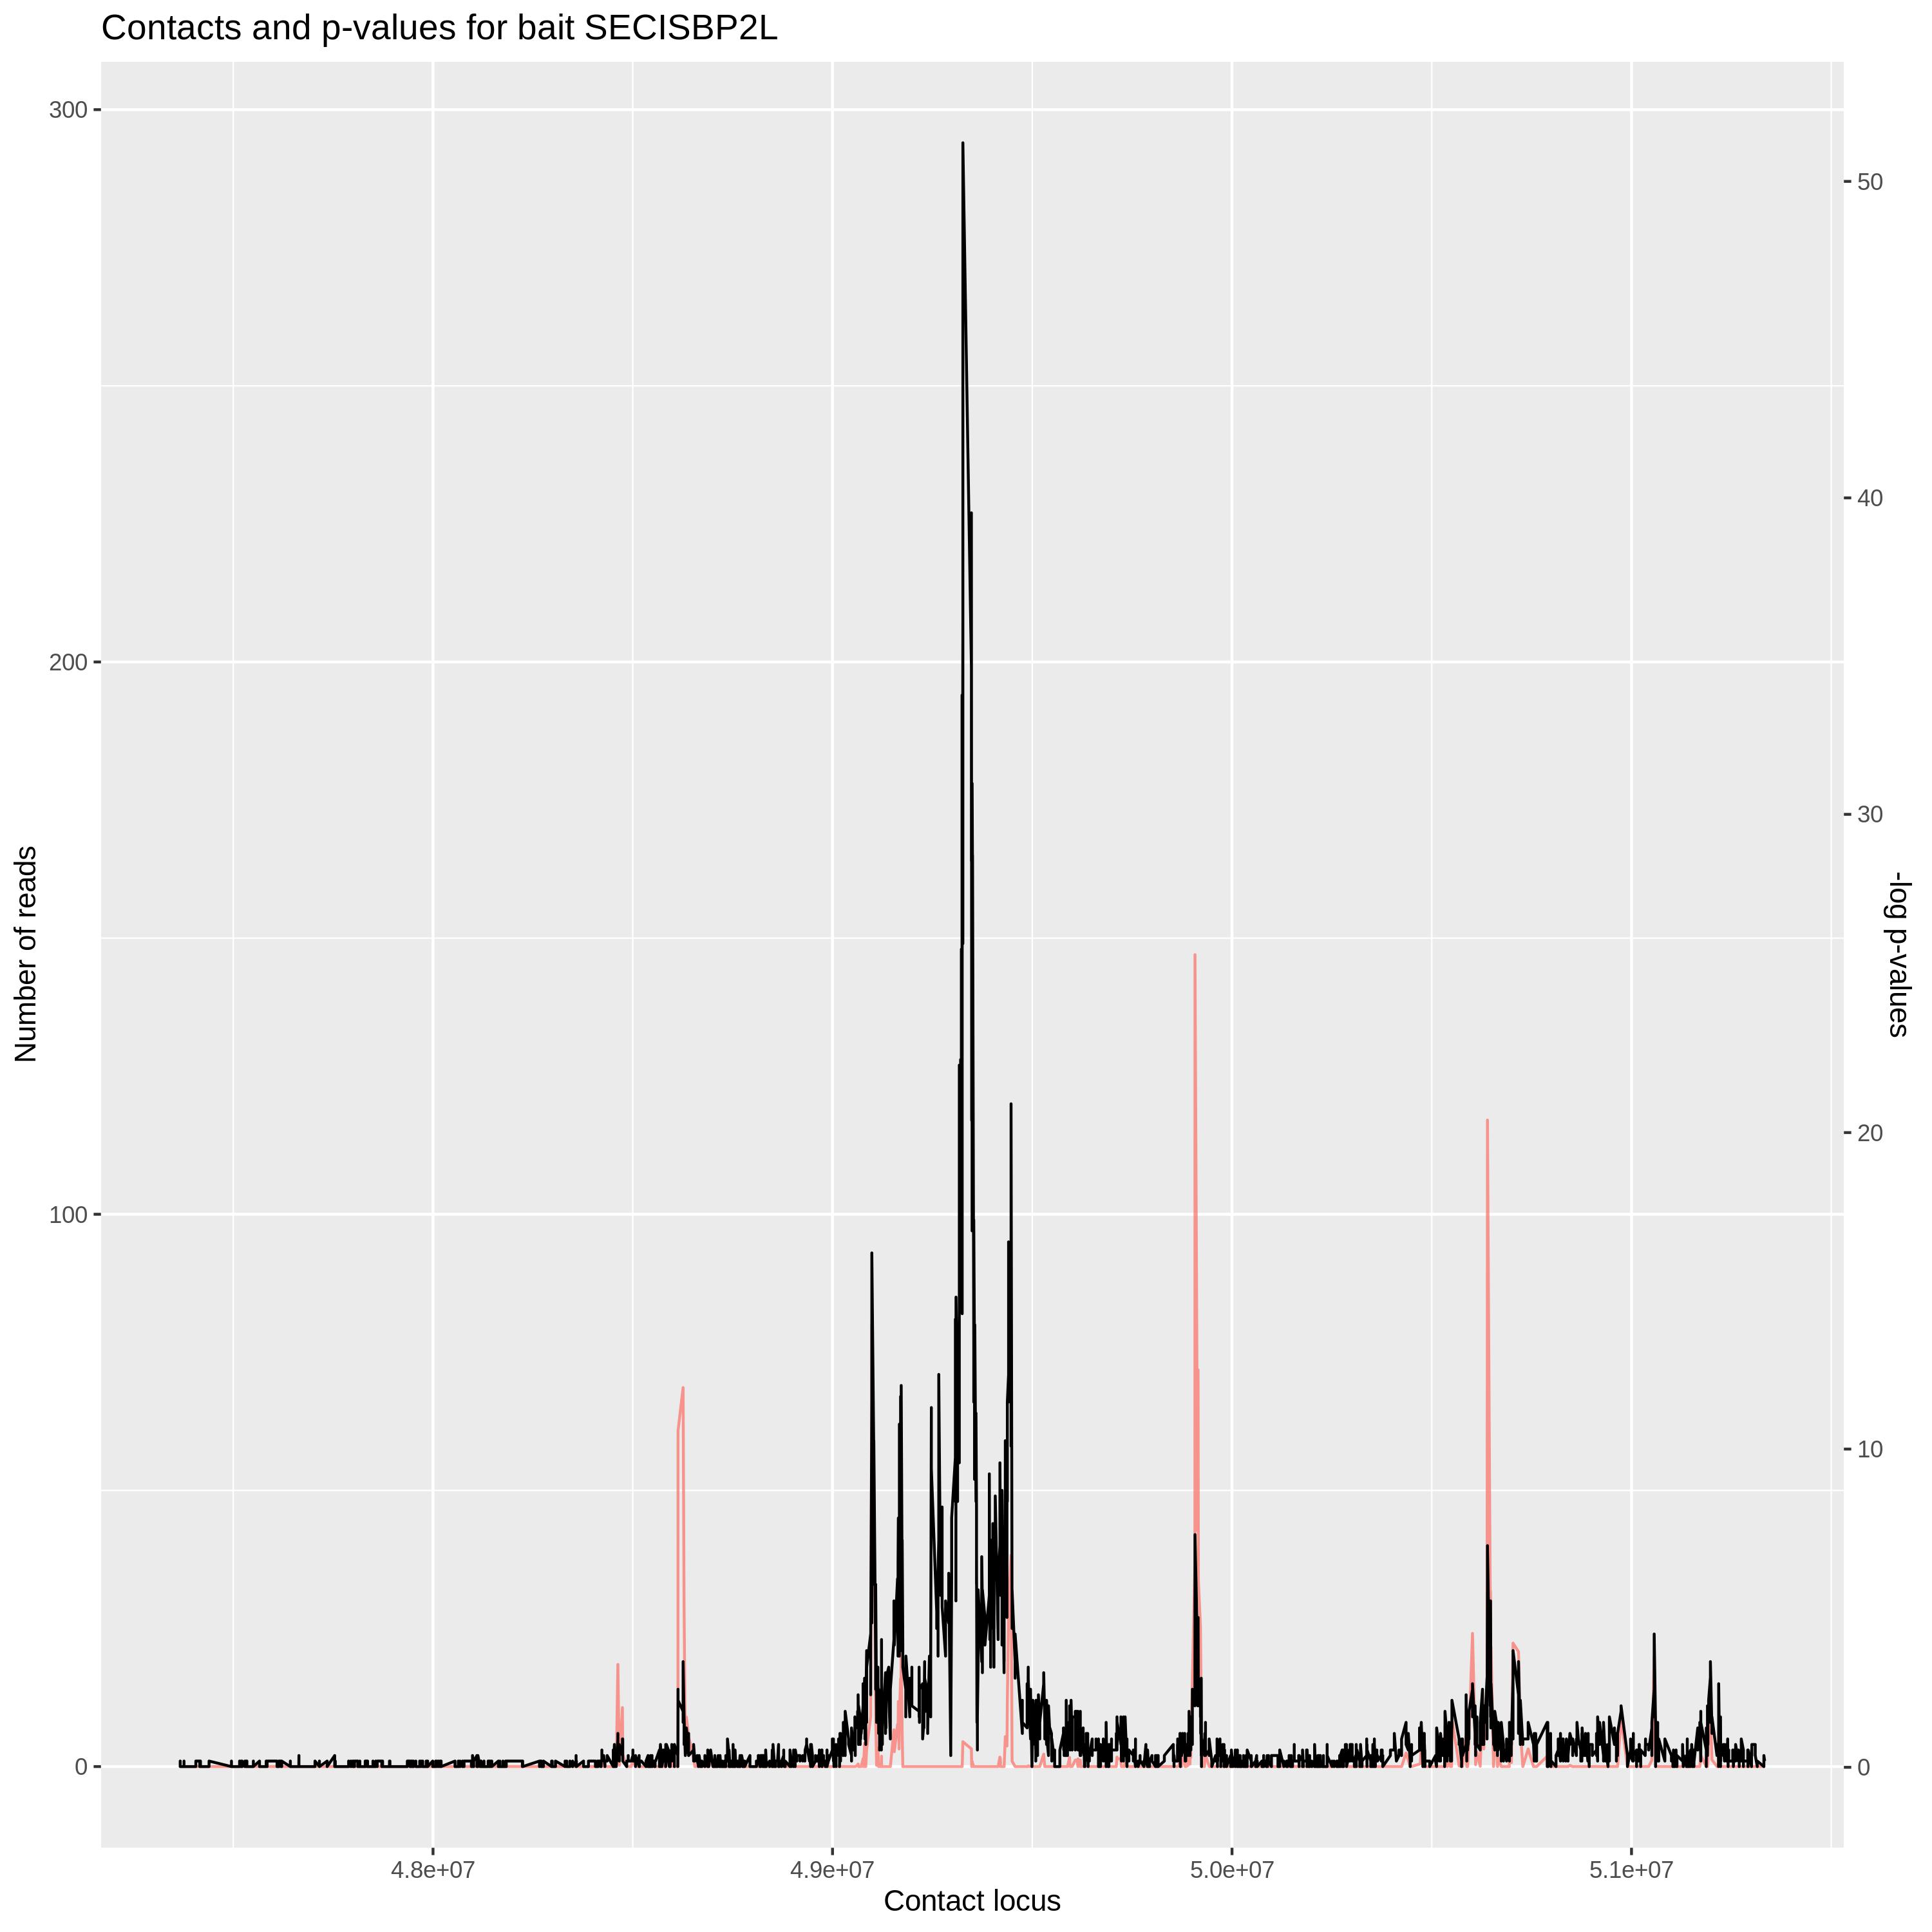 Contacts and p-values for bait SECISBP2L
300
200
100
0
Number of reads
50
40
30
20
10
0
-log p-values
4.8e+07
4.9e+07
5.0e+07
5.1e+07
Contact locus